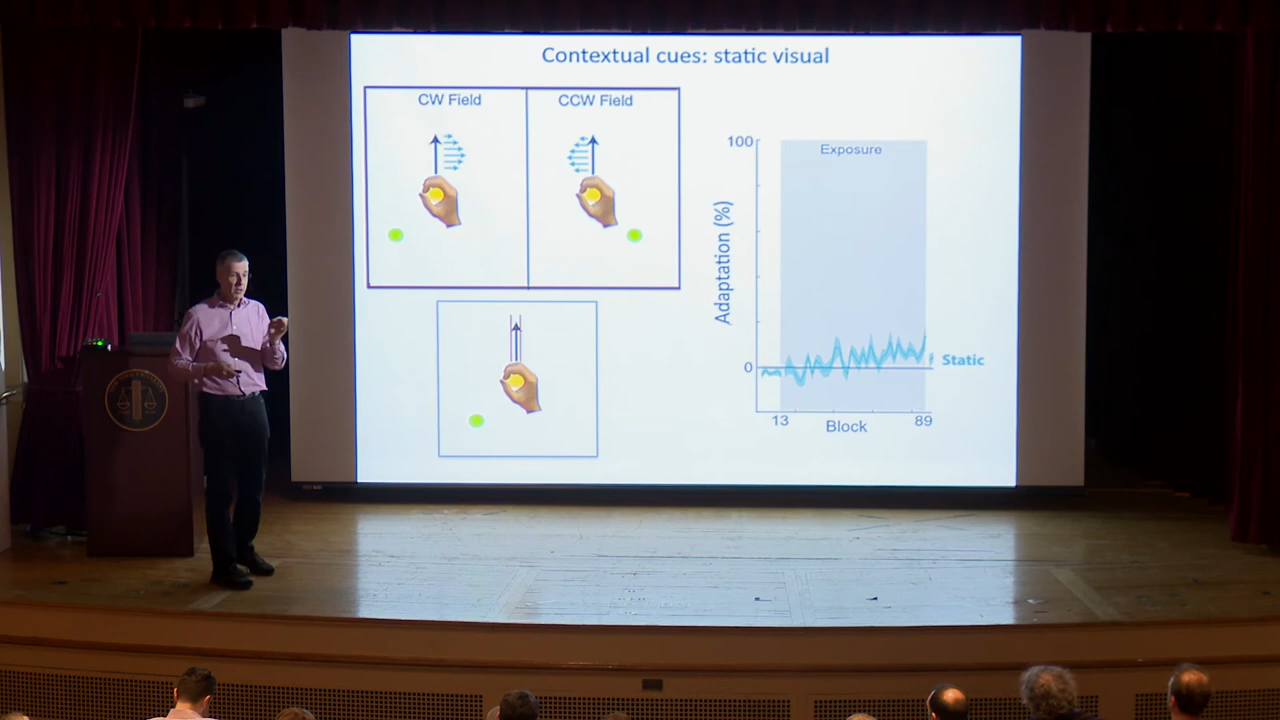 Contextual cues: static visual
CW Field
CCW Field
100
Exposure
Adaptation (%)
0
Static
13
89
Block